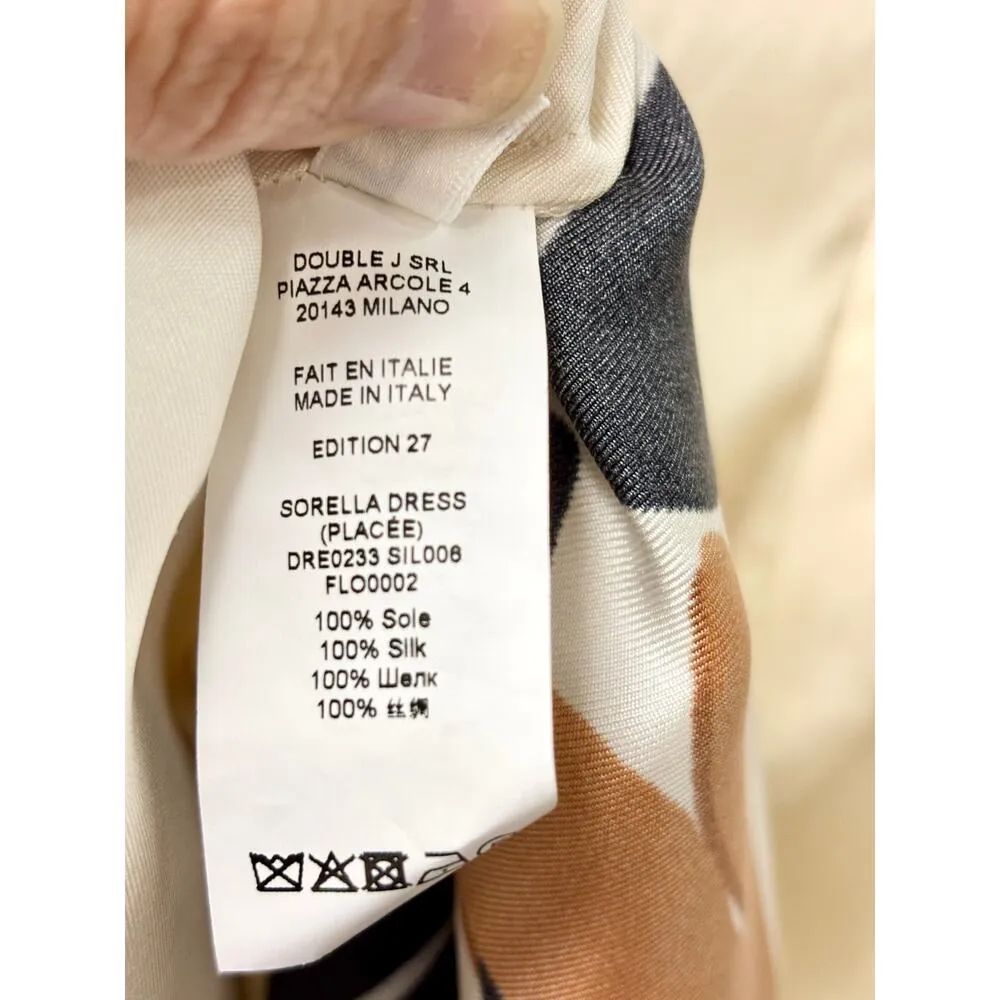 DOUBLE J SRL
PIAZZA ARCOLE 4
20143 MILANO
FAIT EN ITALIE
MADE IN ITALY
EDITION 27
SORELLA DRESS
(PLACÉE)
DRE0233 SIL006
FLO0002
100% Soie
100% Silk
100% Шелк
100% 丝绸